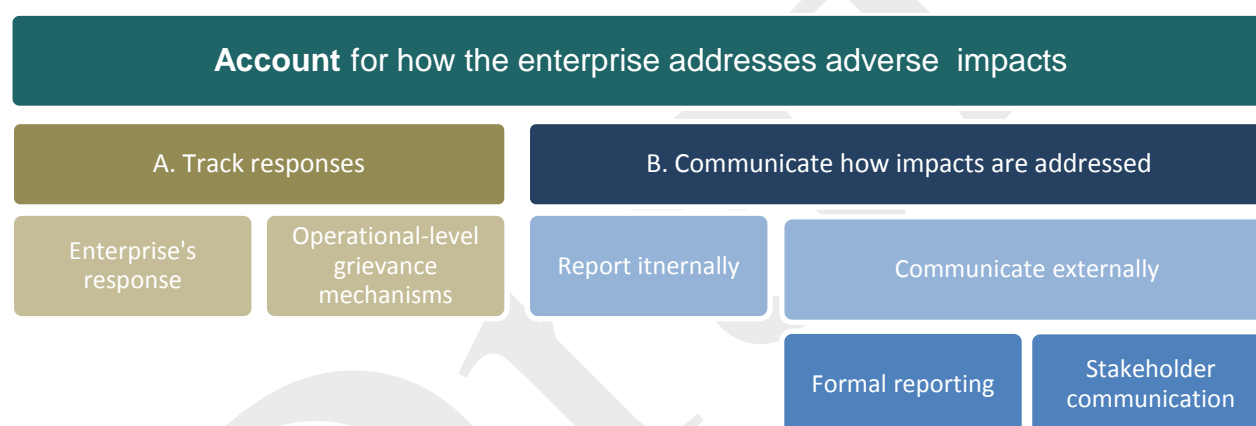 Account for how the enterprise addresses adverse impacts
A. Track responses
B. Communicate how impacts are addressed
Enterprise's
response
Operational-level
grievance
mechanisms
Report itnernally
Communicate externally
Formal reporting
Stakeholder
communication